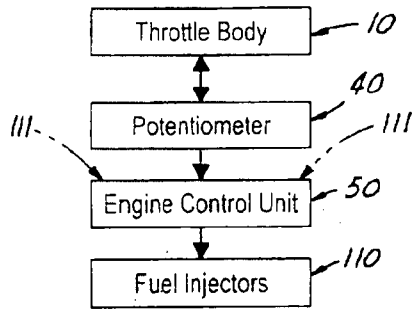 Throttle Body 10
40
111 Potentiometer 111
Engine Control Unit 50
Fuel Injectors 110